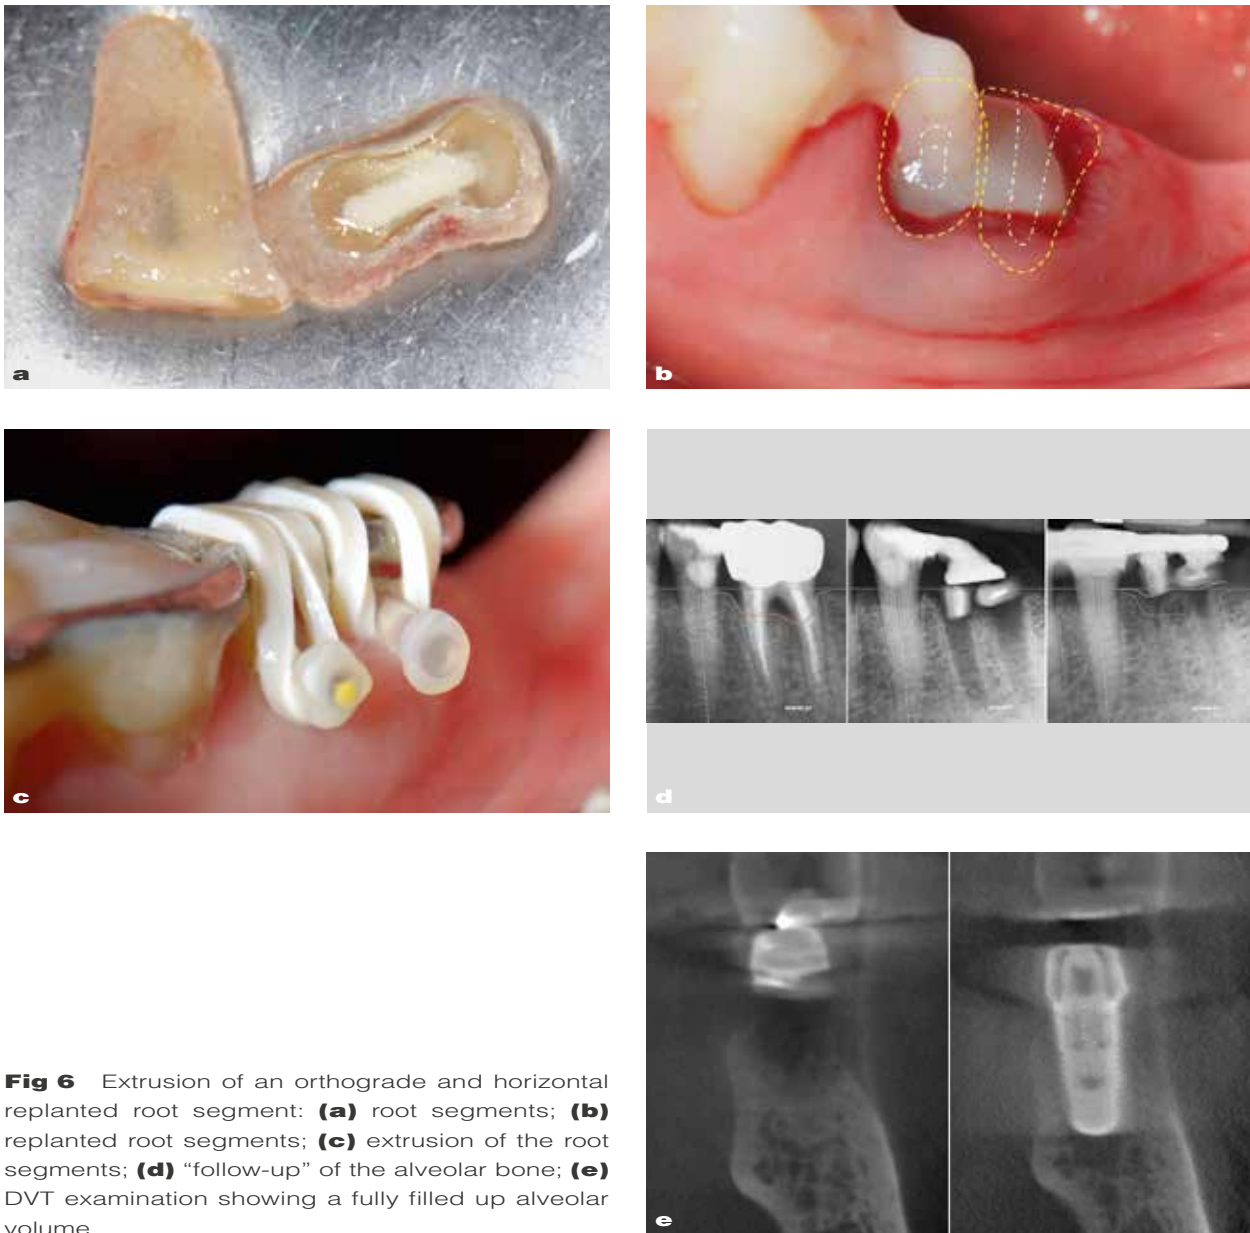 a
b
c
d
e
Fig 6 Extrusion of an orthograde and horizontal
replanted root segment: (a) root segments; (b)
replanted root segments; (c) extrusion of the root
segments; (d) “follow-up” of the alveolar bone; (e)
DVT examination showing a fully filled up alveolar
volume